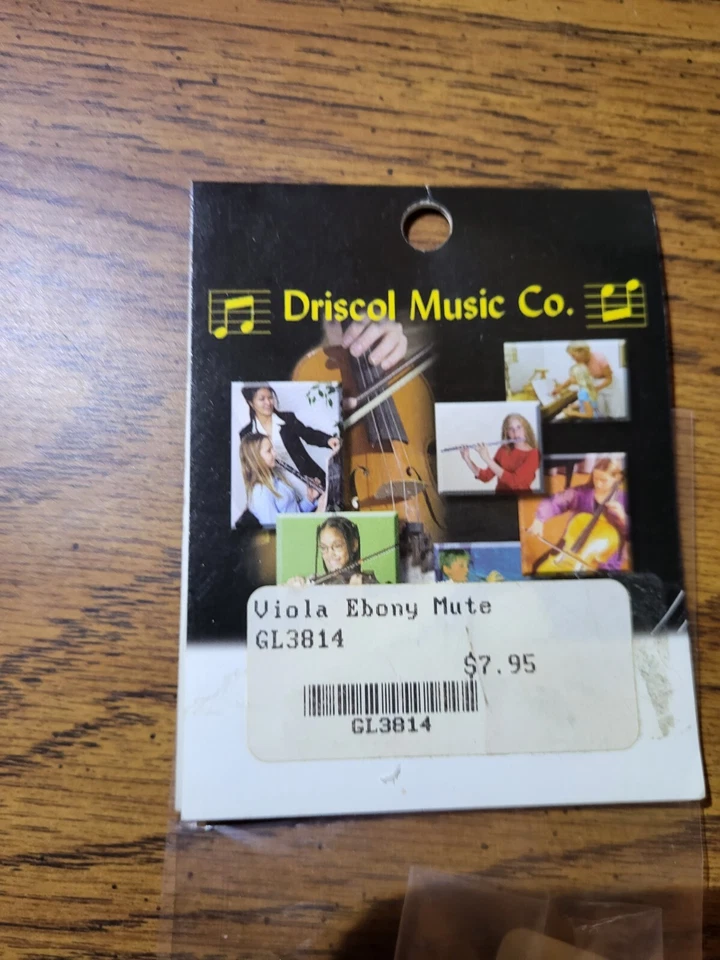 Driscol Music Co.
Viola Ebony Mute
GL3814
$7.95
GL3814